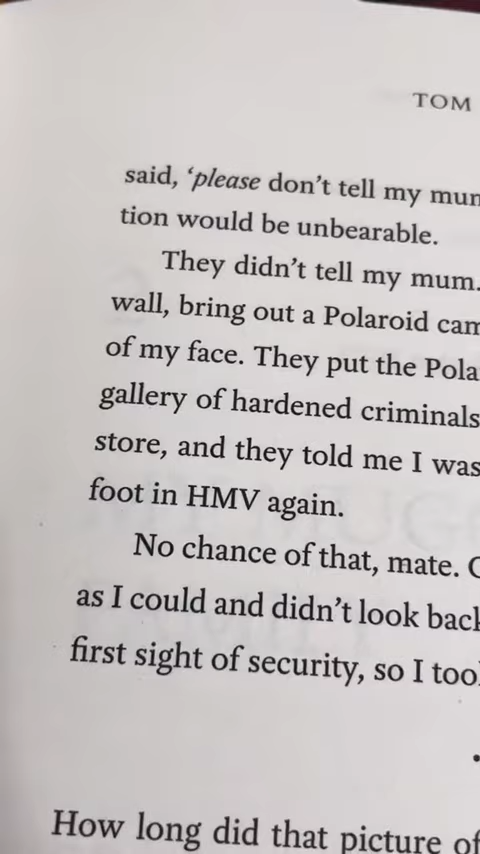 TOM
said, ‘please don’t tell my mum
tion would be unbearable.
They didn’t tell my mum.
wall, bring out a Polaroid cam
of my face. They put the Pola
gallery of hardened criminals
store, and they told me I was
foot in HMV again.
No chance of that, mate.
as I could and didn’t look back
first sight of security, so I too
How long did that picture of